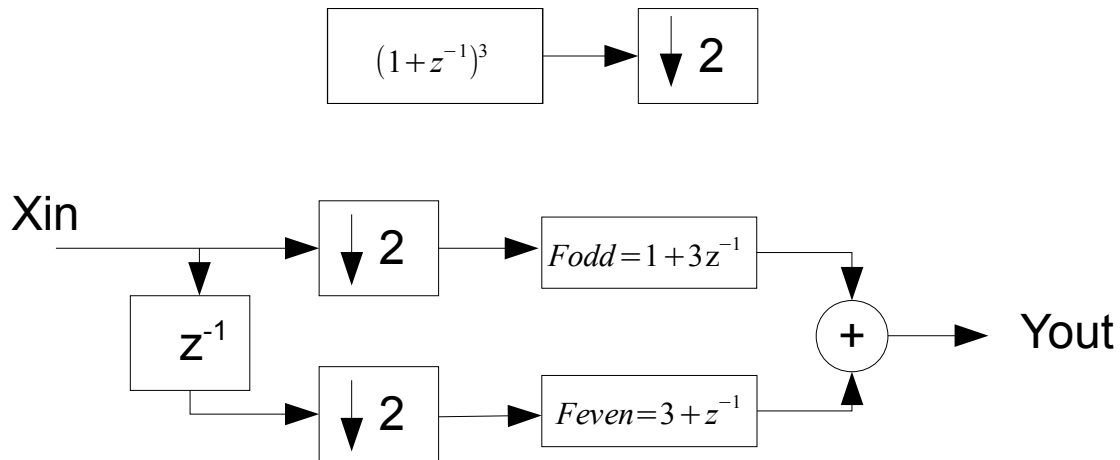 (1+z⁻¹)³
2
Xin
2
Fodd=1+3z⁻¹
z⁻¹
+
Yout
2
Feven=3+z⁻¹